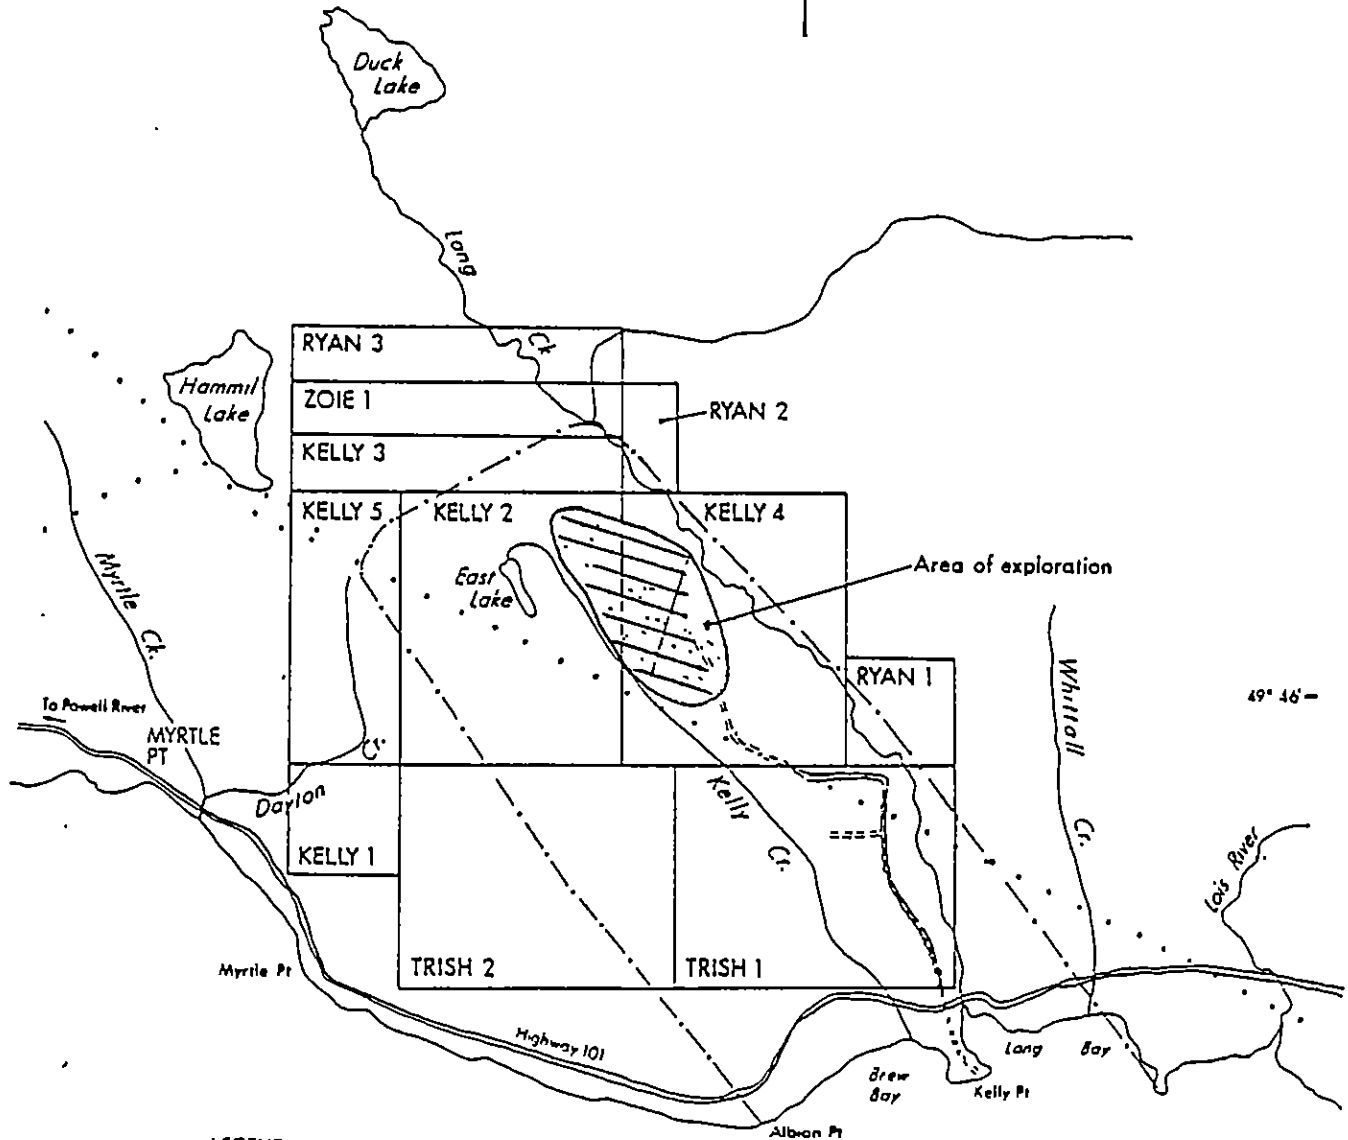 Duck
Lake
Lang
Ck
RYAN 3
Hammil
Lake
ZOIE 1
RYAN 2
KELLY 3
KELLY 5
KELLY 2
KELLY 4
Myrtle
Ck.
East
Lake
Area of exploration
RYAN 1
Whittall
Cr.
49° 46'
To Powell River
MYRTLE
PT
Cr.
Dayton
Kelly
Cr.
KELLY 1
Lois River
Myrtle Pt
TRISH 2
TRISH 1
Highway 101
Lang Bay
Brew
Bay
Kelly Pt
Albion Pt